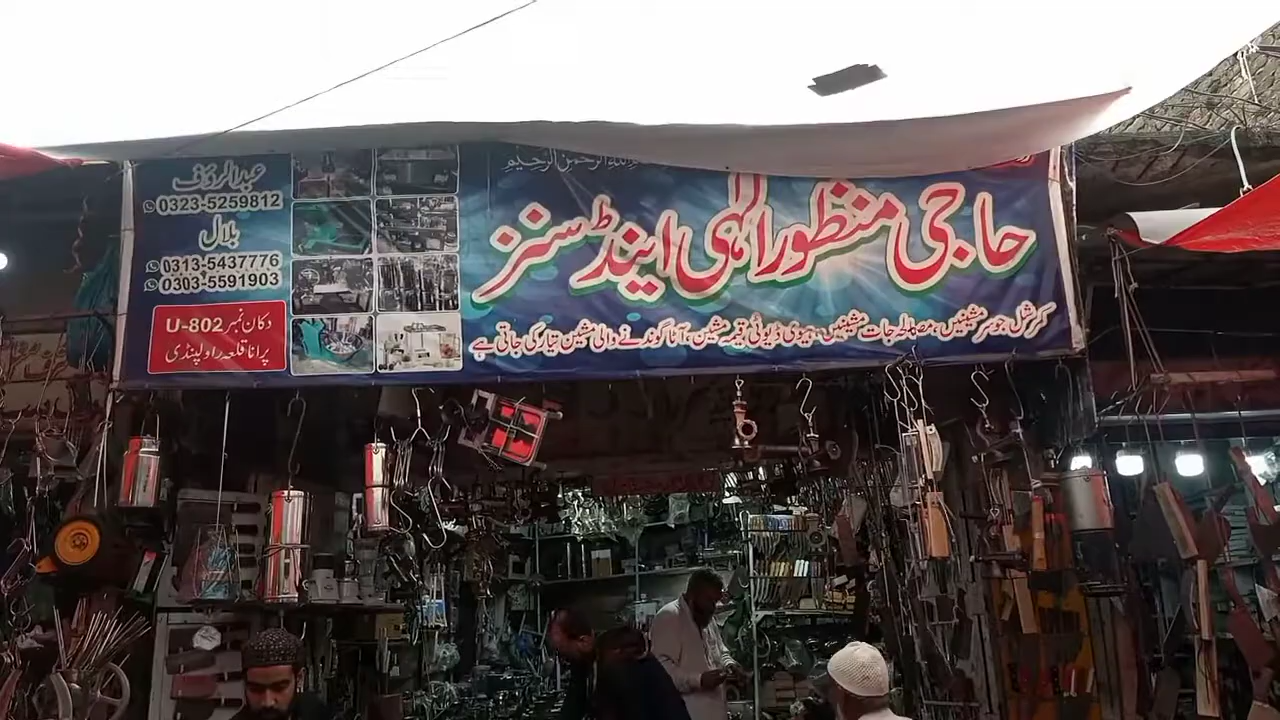 الرحمن الرحیم
حاجی منظور الٰہی اینڈ سنز
کمرشل جوسر مشینیں، مصالحہ جات مشینیں، ہیوی ڈیوٹی قیمہ مشین، آٹا گوندنے والی مشین تیار کی جاتی ہے
عبدالرؤف
0323-5259812
بلال
0313-5437776
0303-5591903
دکان نمبر U-802
پرانا قلعہ راولپنڈی